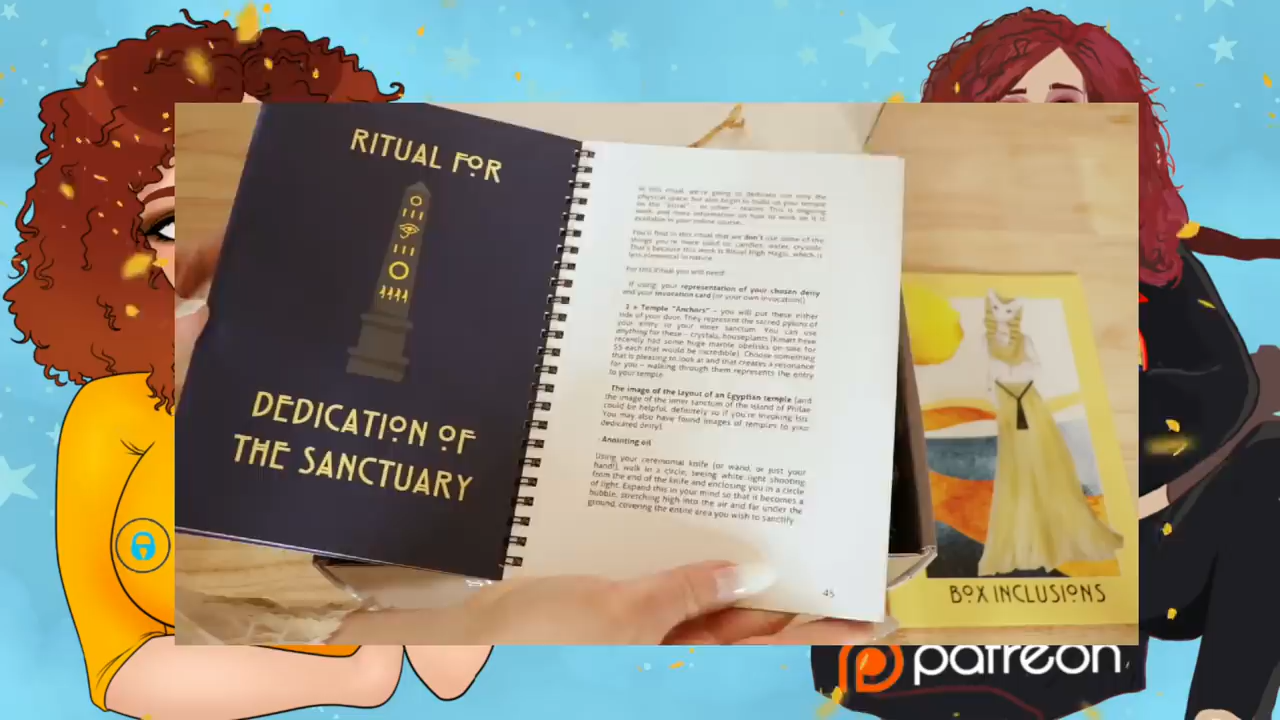 RITUAL FOR
DEDICATION OF
THE SANCTUARY
In this ritual, we're going to dedicate not only the
physical space but also begin to build up your temple
on the "astral" - or other - realms. This is ongoing
work and more information on how to work on it is
available in your online course.
You'll find in this ritual that we don't use some of the
things you're more used to: candles, water, crystals.
That's because this work is Ritual High Magic, which is
less elemental in nature.
For this ritual you will need:
If using: your representation of your chosen deity
and your invocation card (or your own invocation!)
2 x Temple "Anchors" – you will put these either
side of your door. They represent the sacred pylons of
your entry to your inner sanctum. You can use
anything for these – crystals, houseplants (Kmart have
recently had some huge marble obelisks on sale for
$5 each that would be incredible). Choose something
that is pleasing to look at and that creates a resonance
for you – walking through them represents the entry
to your temple.
The image of the layout of an Egyptian temple (and
the image of the inner sanctum of the island of Philae
could be helpful, definitely so if you're invoking Isis.
You may also have found images of temples to your
dedicated deity).
· Anointing oil
Using your ceremonial knife (or wand, or just your
hand!), walk in a circle, seeing white light shooting
from the end of the knife and enclosing you in a circle
of light. Expand this in your mind so that it becomes a
bubble, stretching high into the air and far under the
ground, covering the entire area you wish to sanctify.
45
BOX INCLUSIONS
patreon